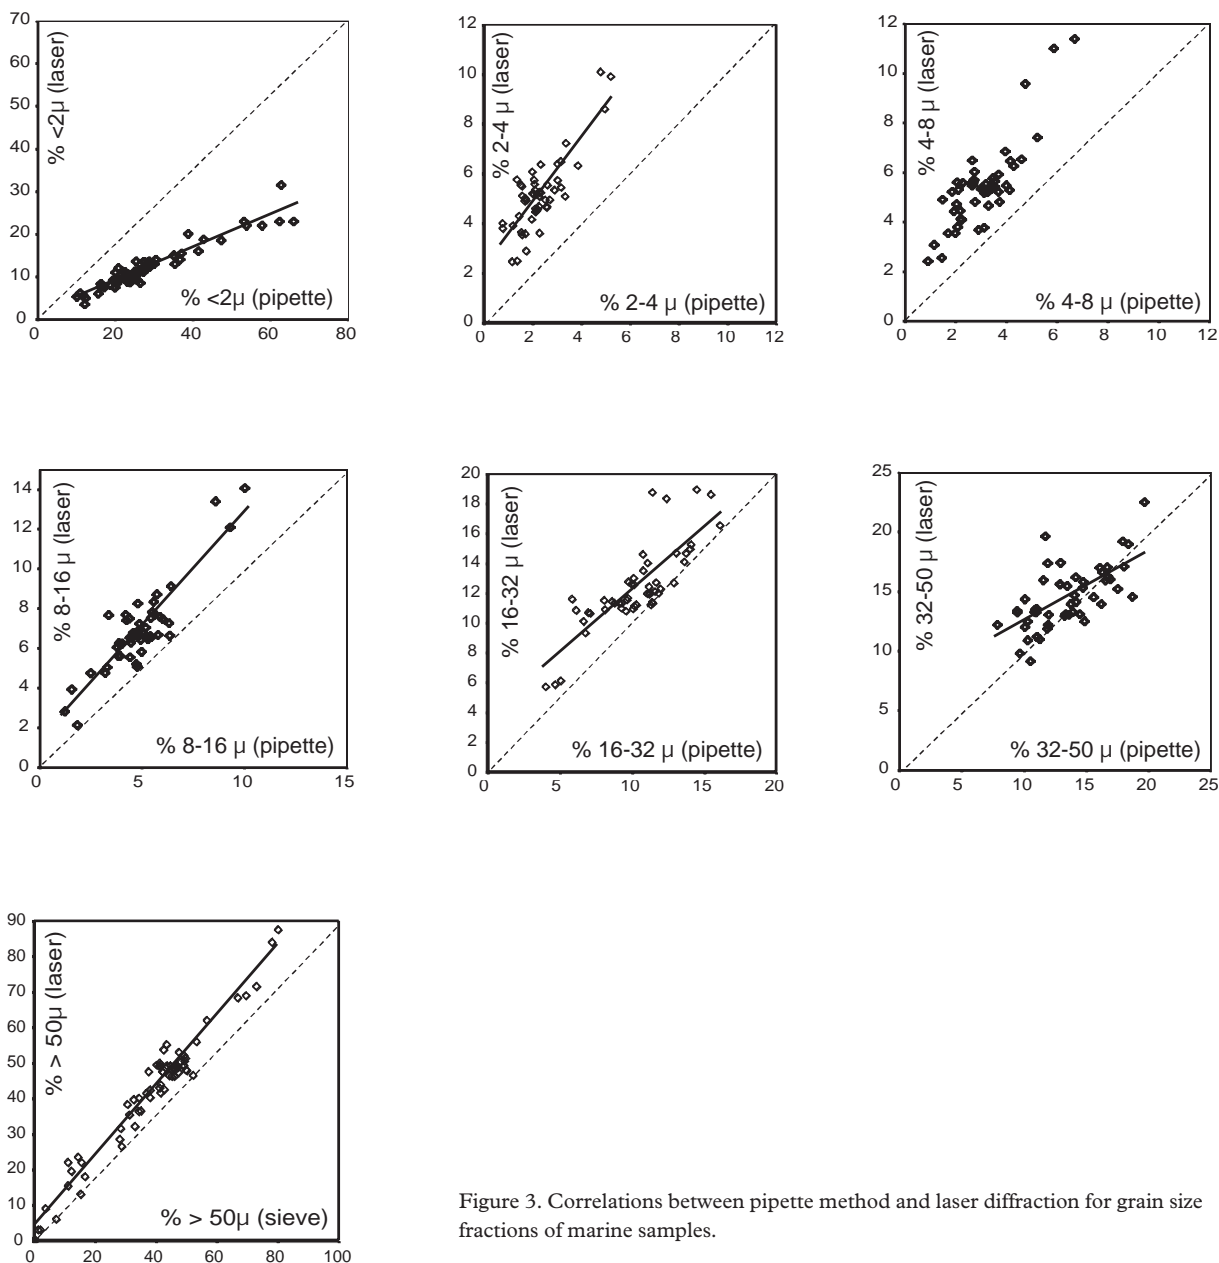 70
60
50
40
30
20
10
0
% <2μ (laser)
% <2μ (pipette)
0 20 40 60 80
12
10
8
6
4
2
0
% 2-4 μ (laser)
% 2-4 μ (pipette)
0 2 4 6 8 10 12
12
10
8
6
4
2
0
% 4-8 μ (laser)
% 4-8 μ (pipette)
0 2 4 6 8 10 12
14
12
10
8
6
4
2
0
% 8-16 μ (laser)
% 8-16 μ (pipette)
0 5 10 15
20
18
16
14
12
10
8
6
4
2
0
% 16-32 μ (laser)
% 16-32 μ (pipette)
0 5 10 15 20
25
20
15
10
5
0
% 32-50 μ (laser)
% 32-50 μ (pipette)
0 5 10 15 20 25
90
80
70
60
50
40
30
20
10
0
% > 50μ (laser)
% > 50μ (sieve)
0 20 40 60 80 100
Figure 3. Correlations between pipette method and laser diffraction for grain size
fractions of marine samples.